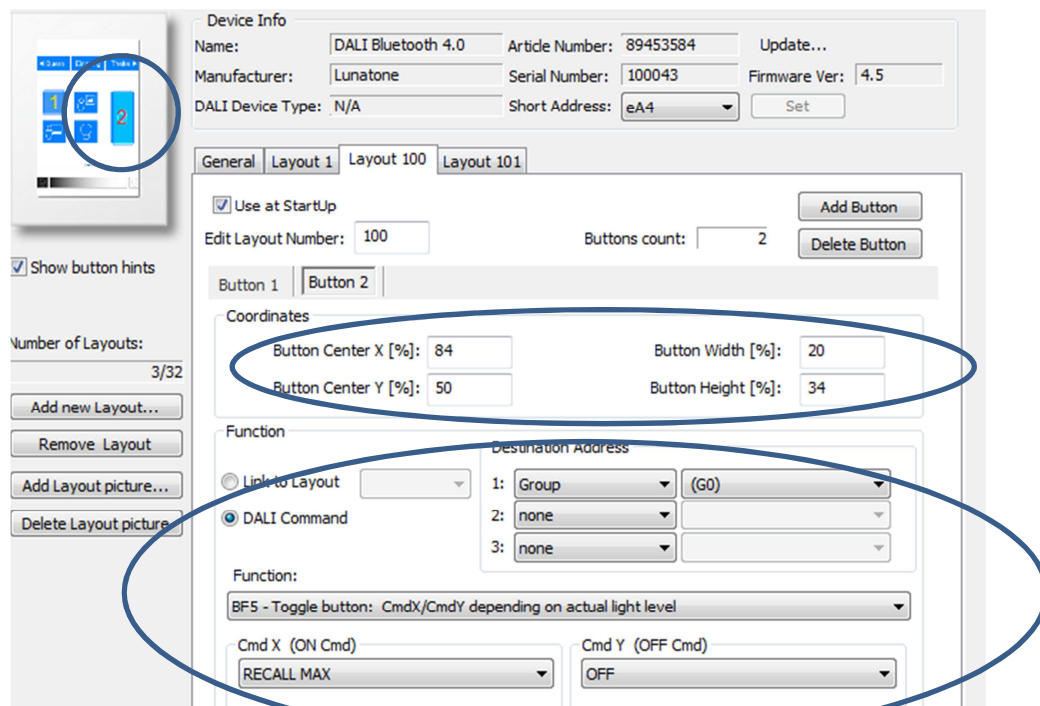 Device Info
Name: DALI Bluetooth 4.0 Article Number: 89453584 Update...
Manufacturer: Lunatone Serial Number: 100043 Firmware Ver: 4.5
DALI Device Type: N/A Short Address: eA4 Set
1
2
General Layout 1 Layout 100 Layout 101
Use at StartUp Add Button
Edit Layout Number: 100 Buttons count: 2 Delete Button
Show button hints
Button 1 Button 2
Coordinates
Number of Layouts:
Button Center X [%]: 84 Button Width [%]: 20
3/32
Button Center Y [%]: 50 Button Height [%]: 34
Add new Layout...
Remove Layout
Function
Destination Address
Add Layout picture...
Link to Layout 1: Group (G0)
Delete Layout picture
DALI Command 2: none
3: none
Function:
BF5 - Toggle button: CmdX/CmdY depending on actual light level
Cmd X (ON Cmd) Cmd Y (OFF Cmd)
RECALL MAX OFF